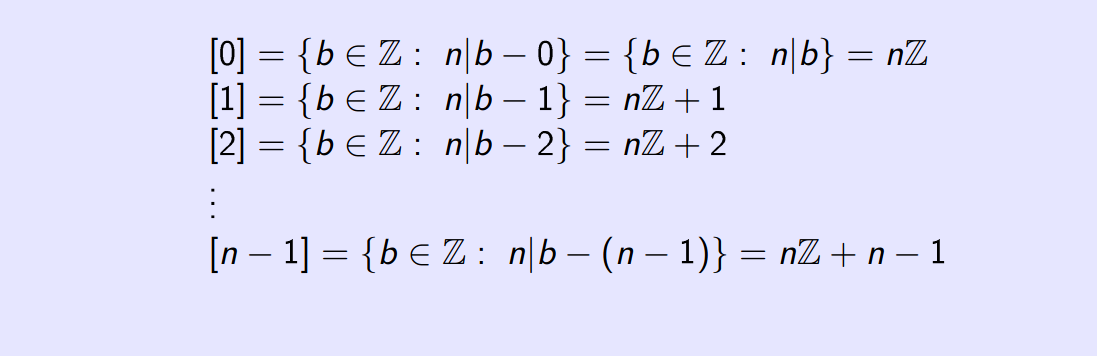 [0] = {b ∈ ℤ : n|b − 0} = {b ∈ ℤ : n|b} = nℤ
[1] = {b ∈ ℤ : n|b − 1} = nℤ + 1
[2] = {b ∈ ℤ : n|b − 2} = nℤ + 2
⋮
[n − 1] = {b ∈ ℤ : n|b − (n − 1)} = nℤ + n − 1